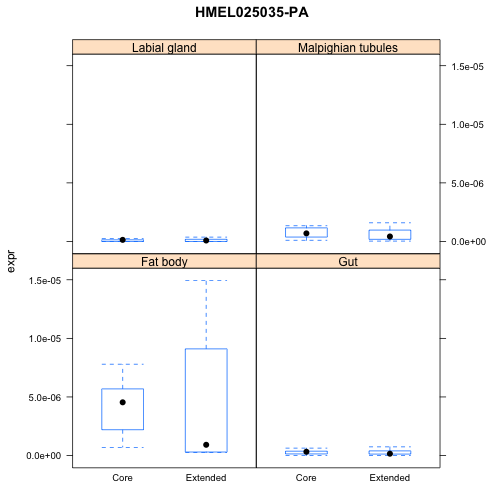 HMEL025035-PA
Labial gland
Malpighian tubules
1.5e-05
1.0e-05
5.0e-06
0.0e+00
expr
Fat body
Gut
1.5e-05
1.0e-05
5.0e-06
0.0e+00
Core
Extended
Core
Extended